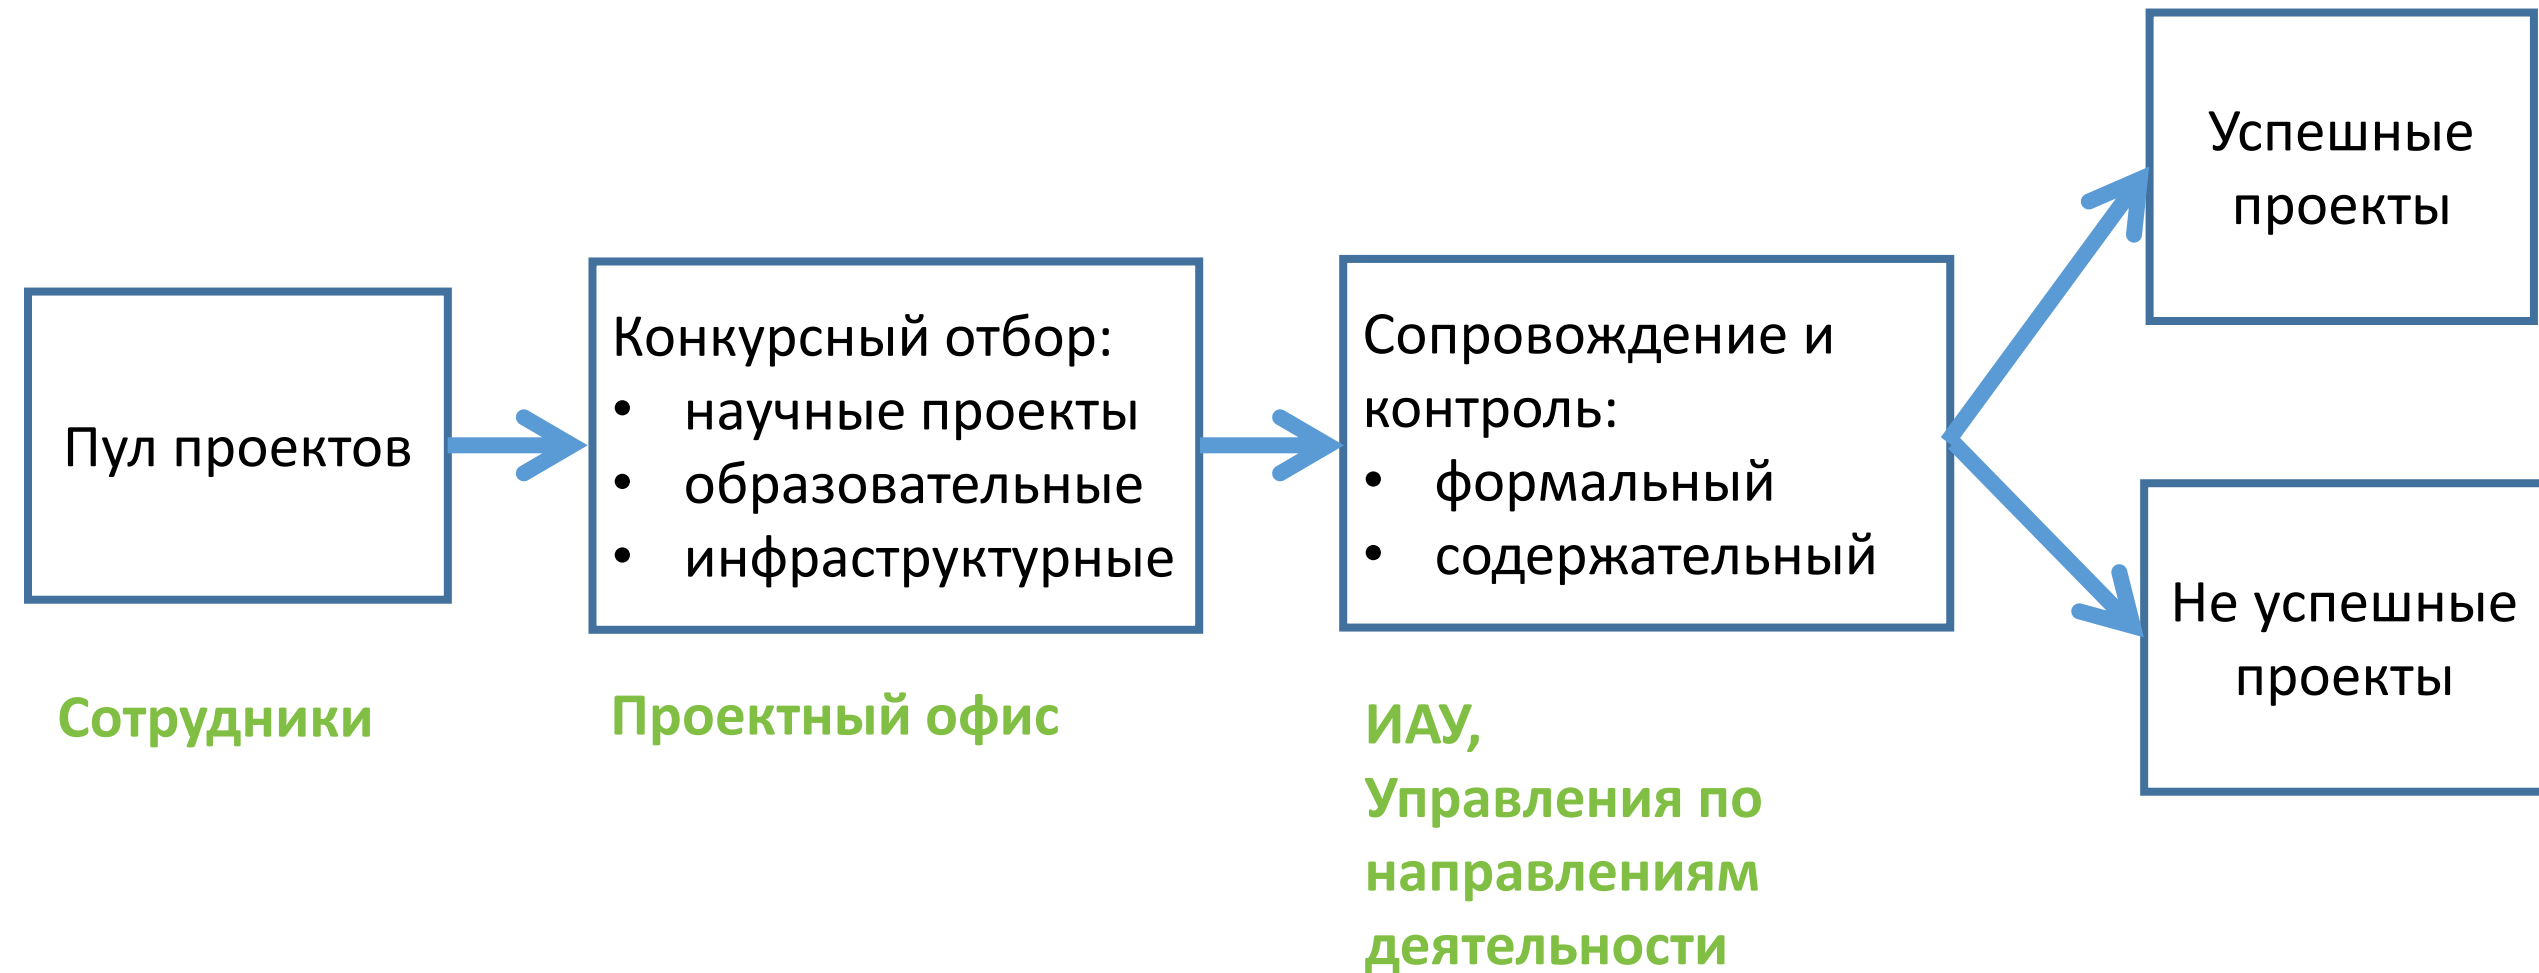 Пул проектов
Конкурсный отбор:
• научные проекты
• образовательные
• инфраструктурные
Сопровождение и
контроль:
• формальный
• содержательный
Успешные
проекты
Не успешные
проекты
Сотрудники
Проектный офис
ИАУ,
Управления по
направлениям
деятельности